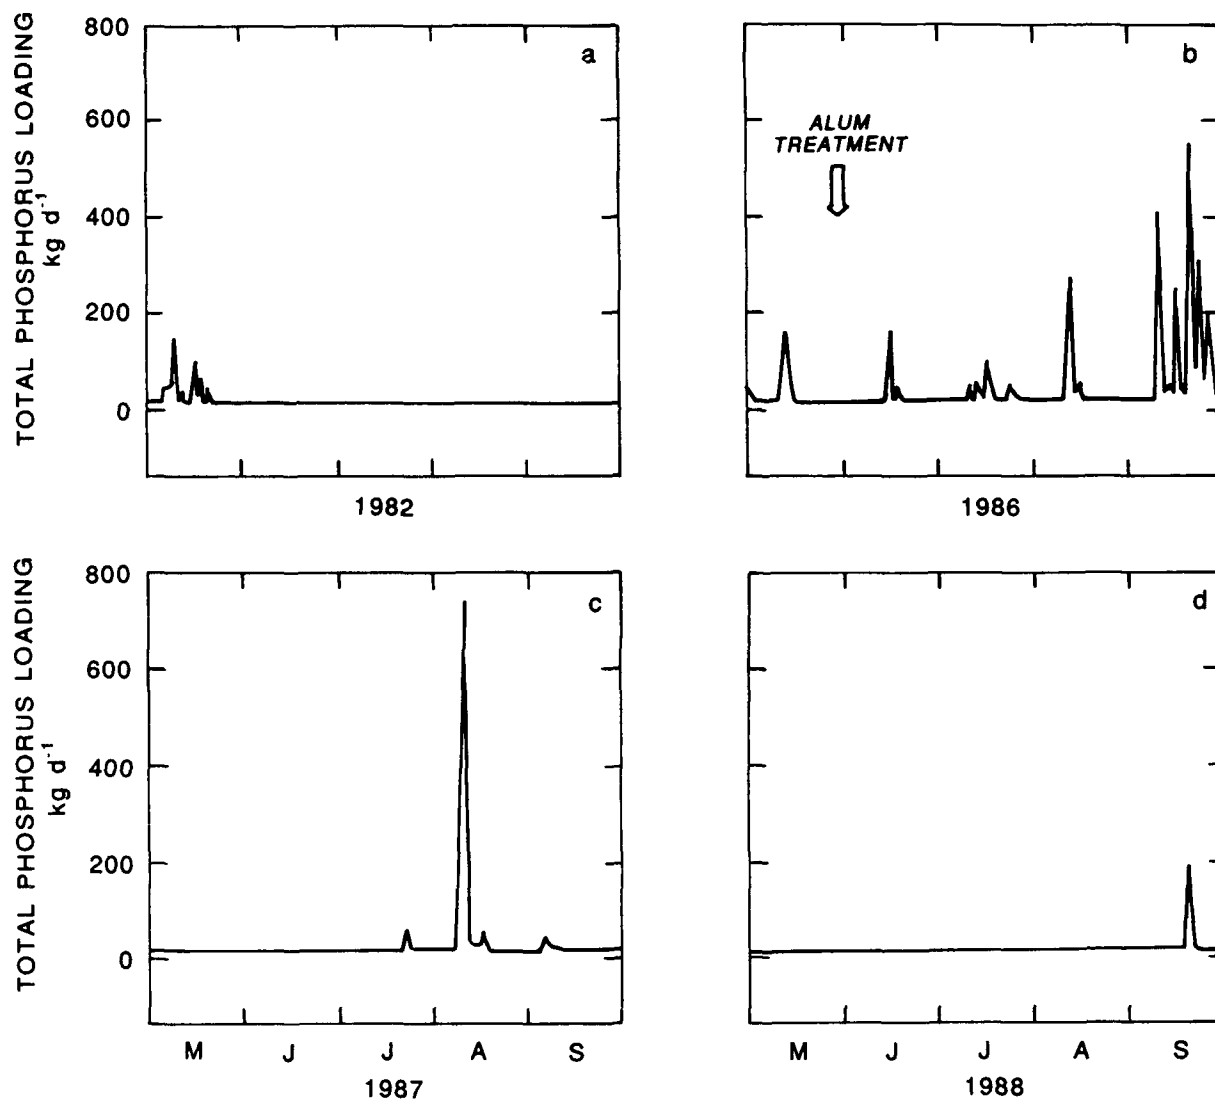 TOTAL PHOSPHORUS LOADING
kg d⁻¹
800
600
400
200
0
a
1982
b
ALUM
TREATMENT
1986
TOTAL PHOSPHORUS LOADING
kg d⁻¹
800
600
400
200
0
c
M J J A S
1987
d
M J J A S
1988